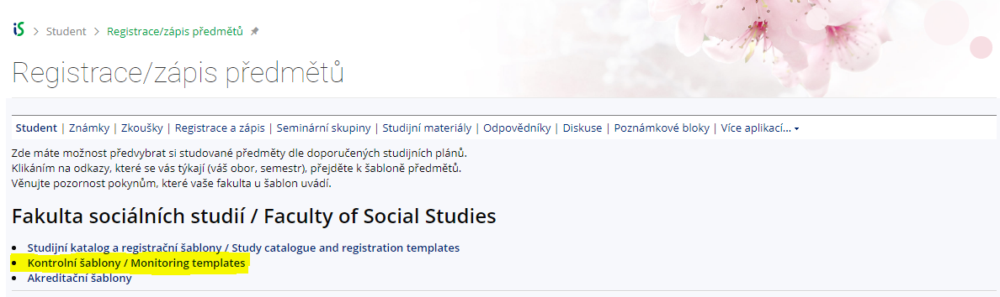 iS > Student > Registrace/zápis předmětů
Registrace/zápis předmětů
Student | Známky | Zkoušky | Registrace a zápis | Seminární skupiny | Studijní materiály | Odpovědníky | Diskuse | Poznámkové bloky | Více aplikací...
Zde máte možnost předvybrat si studované předměty dle doporučených studijních plánů.
Klikáním na odkazy, které se vás týkají (váš obor, semestr), přejděte k šabloně předmětů.
Věnujte pozornost pokynům, které vaše fakulta u šablon uvádí.
Fakulta sociálních studií / Faculty of Social Studies
• Studijní katalog a registrační šablony / Study catalogue and registration templates
• Kontrolní šablony / Monitoring templates
• Akreditační šablony